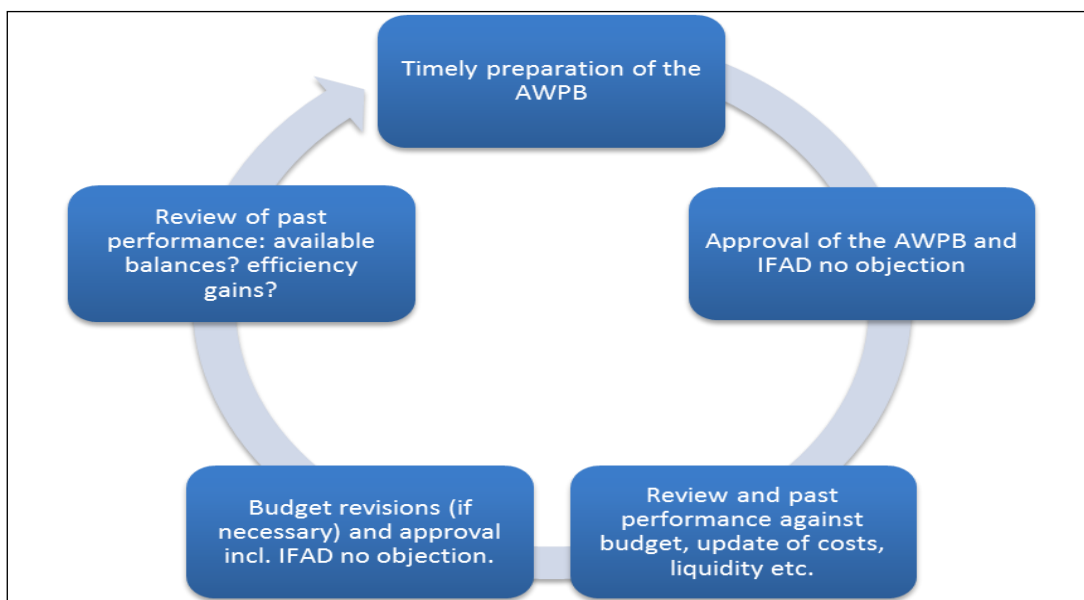 Timely preparation of the
AWPB
Approval of the AWPB and
IFAD no objection
Review and past
performance against
budget, update of costs,
liquidity etc.
Budget revisions (if
necessary) and approval
incl. IFAD no objection.
Review of past
performance: available
balances? efficiency
gains?